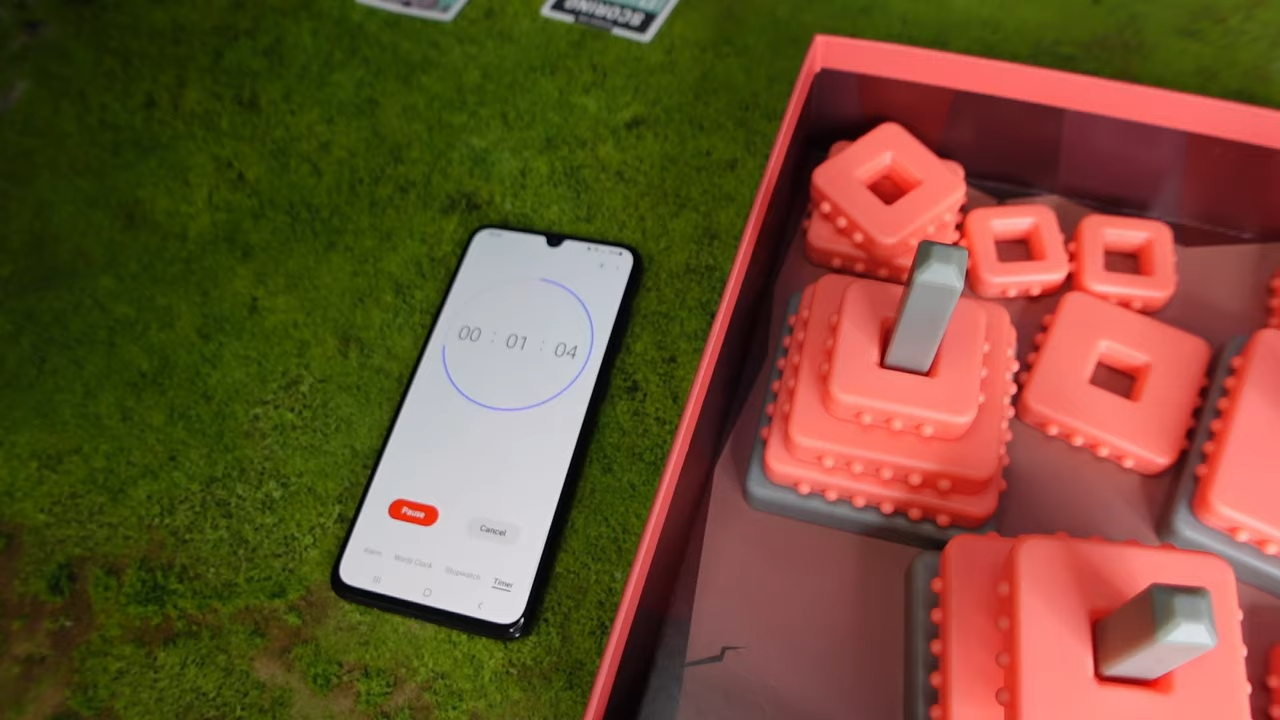 SCORING
00 : 01 : 04
Pause
Cancel
Alarm
World Clock
Stopwatch
Timer